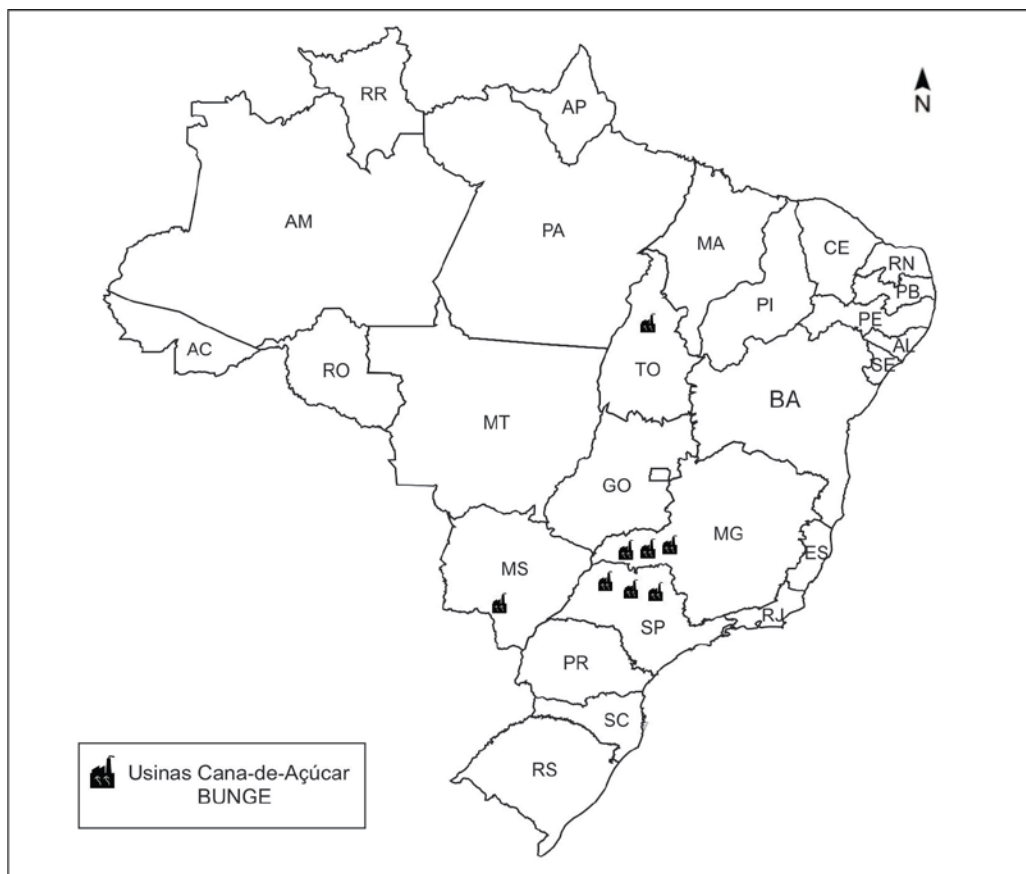 RR
AP
N
AM
PA
MA
CE
RN
PB
PI
PE
AL
SE
AC
RO
TO
BA
MT
GO
MG
ES
MS
RJ
SP
PR
SC
RS
Usinas Cana-de-Açúcar
BUNGE